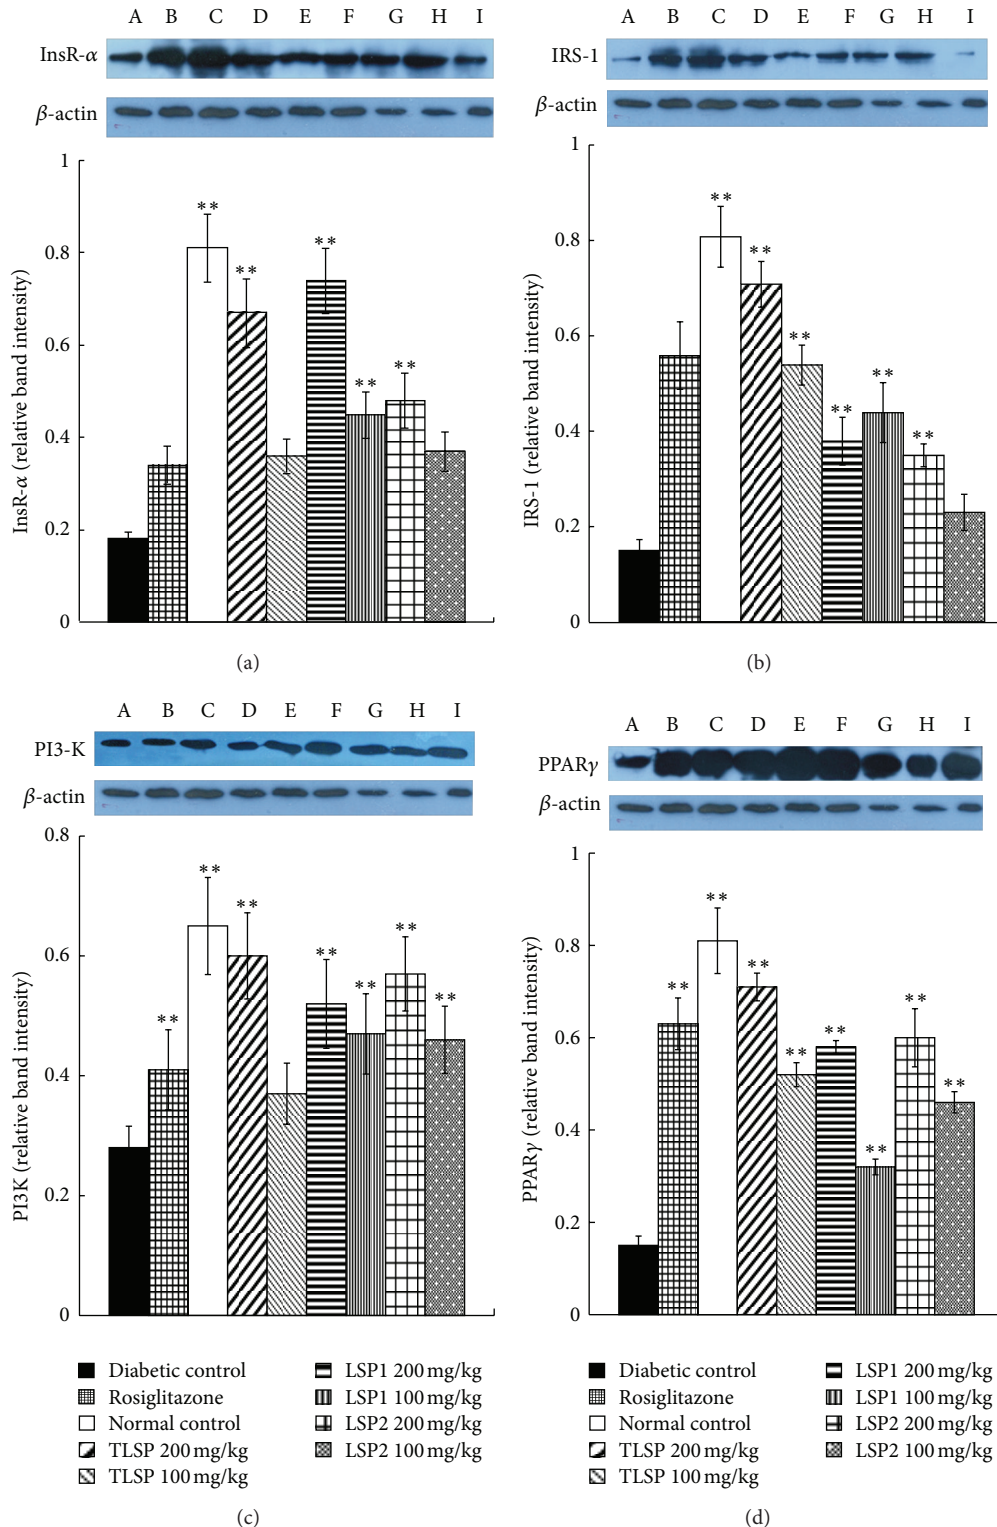 A B C D E F G H I
InsR-α
β-actin
1
0.8
0.6
0.4
0.2
0
InsR-α (relative band intensity)
** ** ** ** **
(a)
A B C D E F G H I
IRS-1
β-actin
1
0.8
0.6
0.4
0.2
0
IRS-1 (relative band intensity)
** ** ** ** ** **
(b)
A B C D E F G H I
PI3-K
β-actin
0.8
0.6
0.4
0.2
0
PI3K (relative band intensity)
** ** ** ** ** ** **
Diabetic control
Rosiglitazone
Normal control
TLSP 200 mg/kg
TLSP 100 mg/kg
LSP1 200 mg/kg
LSP1 100 mg/kg
LSP2 200 mg/kg
LSP2 100 mg/kg
(c)
A B C D E F G H I
PPARγ
β-actin
1
0.8
0.6
0.4
0.2
0
PPARγ (relative band intensity)
** ** ** ** ** ** ** **
Diabetic control
Rosiglitazone
Normal control
TLSP 200 mg/kg
TLSP 100 mg/kg
LSP1 200 mg/kg
LSP1 100 mg/kg
LSP2 200 mg/kg
LSP2 100 mg/kg
(d)